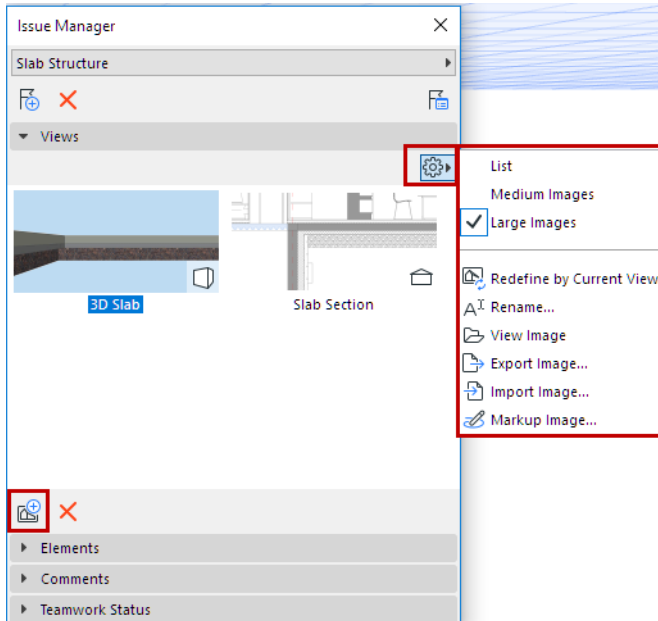 Issue Manager
Slab Structure
Views
List
Medium Images
Large Images
Redefine by Current View
Rename...
View Image
Export Image...
Import Image...
Markup Image...
3D Slab
Slab Section
Elements
Comments
Teamwork Status